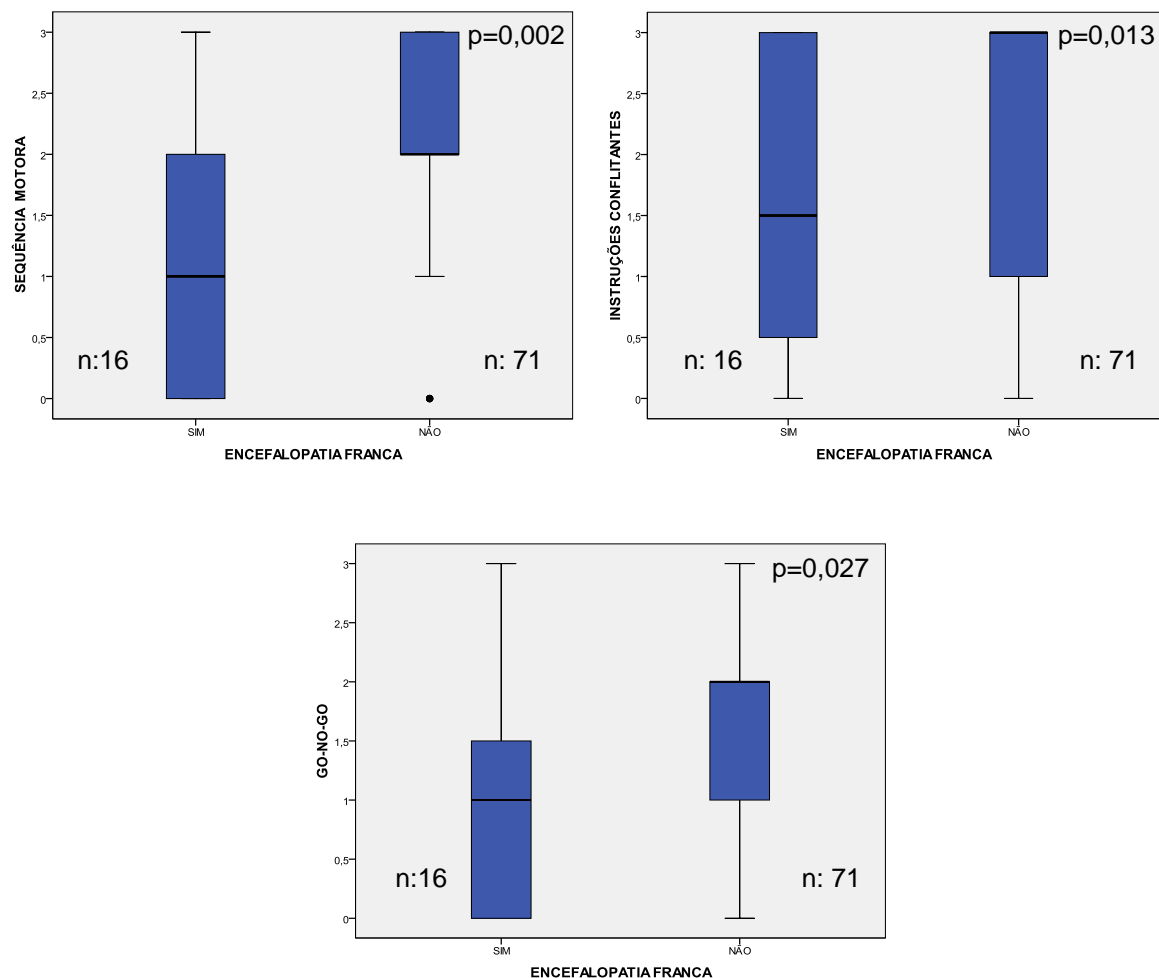 p=0,002
3
2,5
2
1,5
1
0,5
0
SEQUÊNCIA MOTORA
n:16
n: 71
SIM
NÃO
ENCEFALOPATIA FRANCA
p=0,013
3
2,5
2
1,5
1
0,5
0
INSTRUÇÕES CONFLITANTES
n: 16
n: 71
SIM
NÃO
ENCEFALOPATIA FRANCA
p=0,027
3
2,5
2
1,5
1
0,5
0
GO-NO-GO
n:16
n: 71
SIM
NÃO
ENCEFALOPATIA FRANCA